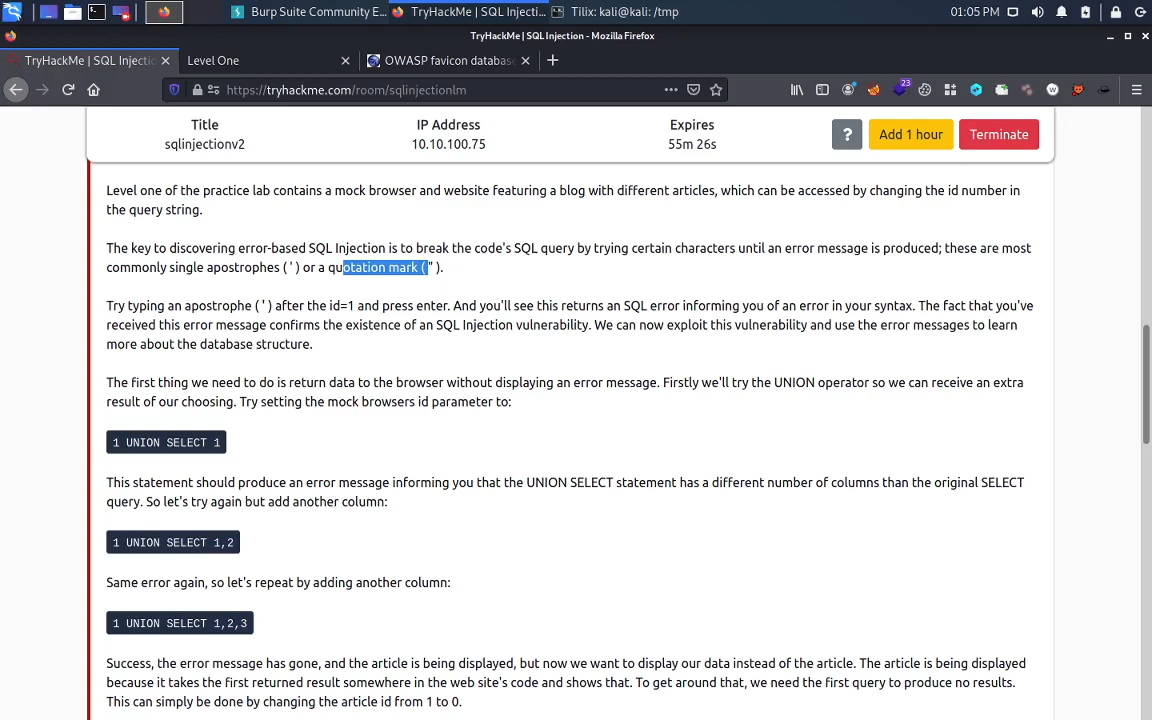 Burp Suite Community E...
TryHackMe | SQL Injecti...
Tilix: kali@kali: /tmp
01:05 PM
TryHackMe | SQL Injection - Mozilla Firefox
TryHackMe | SQL Injectio
Level One
OWASP favicon database
https://tryhackme.com/room/sqlinjectionlm
23
Title
IP Address
Expires
sqlinjectionv2
10.10.100.75
55m 26s
?
Add 1 hour
Terminate
Level one of the practice lab contains a mock browser and website featuring a blog with different articles, which can be accessed by changing the id number in
the query string.
The key to discovering error-based SQL Injection is to break the code's SQL query by trying certain characters until an error message is produced; these are most
commonly single apostrophes ( ' ) or a quotation mark ( " ).
Try typing an apostrophe ( ' ) after the id=1 and press enter. And you'll see this returns an SQL error informing you of an error in your syntax. The fact that you've
received this error message confirms the existence of an SQL Injection vulnerability. We can now exploit this vulnerability and use the error messages to learn
more about the database structure.
The first thing we need to do is return data to the browser without displaying an error message. Firstly we'll try the UNION operator so we can receive an extra
result of our choosing. Try setting the mock browsers id parameter to:
1 UNION SELECT 1
This statement should produce an error message informing you that the UNION SELECT statement has a different number of columns than the original SELECT
query. So let's try again but add another column:
1 UNION SELECT 1,2
Same error again, so let's repeat by adding another column:
1 UNION SELECT 1,2,3
Success, the error message has gone, and the article is being displayed, but now we want to display our data instead of the article. The article is being displayed
because it takes the first returned result somewhere in the web site's code and shows that. To get around that, we need the first query to produce no results.
This can simply be done by changing the article id from 1 to 0.